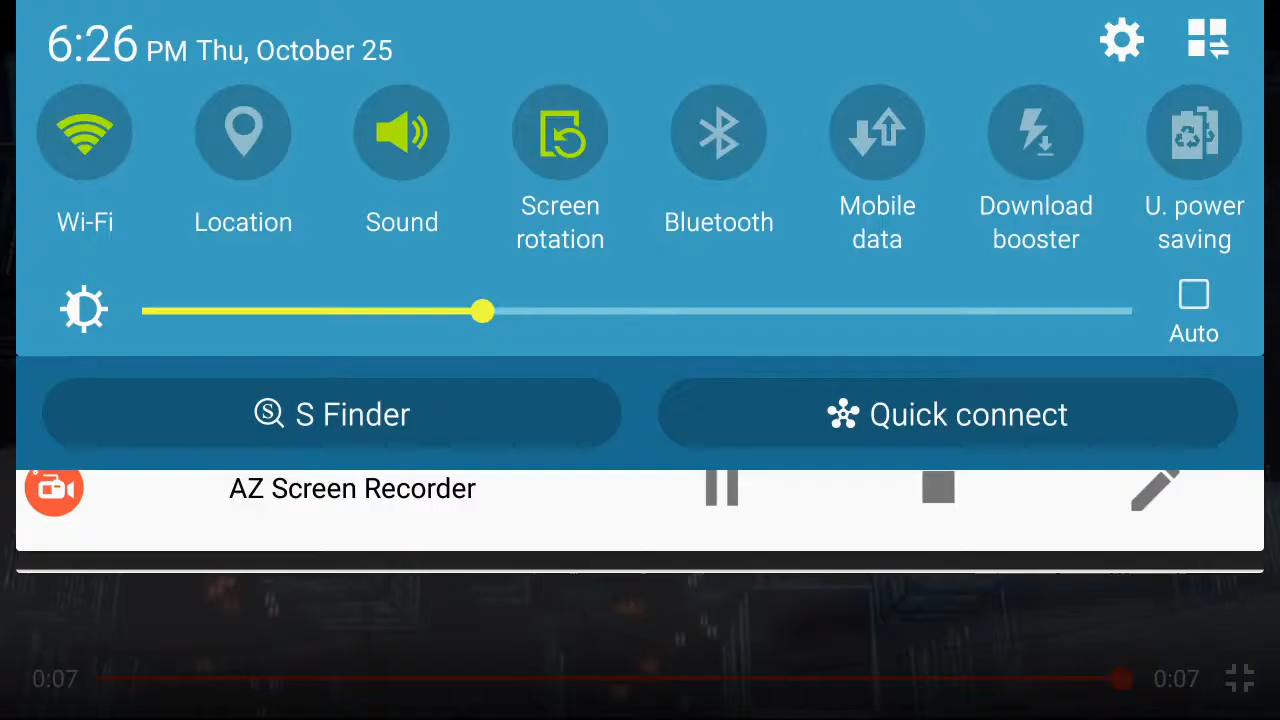 6:26 PM Thu, October 25
Wi-Fi
Location
Sound
Screen
rotation
Bluetooth
Mobile
data
Download
booster
U. power
saving
Auto
S Finder
Quick connect
AZ Screen Recorder
0:07
0:07